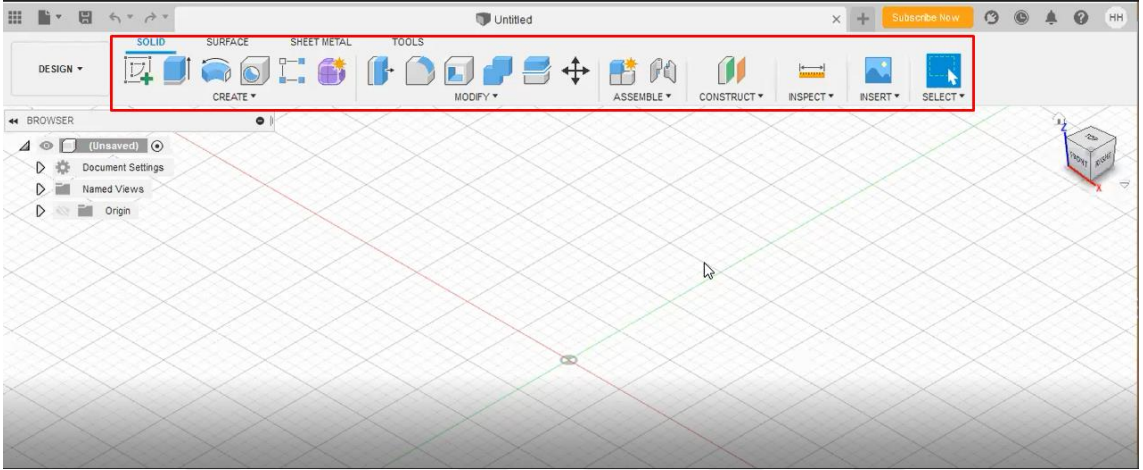 Untitled
Subscribe Now
HH
SOLID SURFACE SHEET METAL TOOLS
DESIGN
CREATE MODIFY ASSEMBLE CONSTRUCT INSPECT INSERT SELECT
BROWSER
(Unsaved)
Document Settings
Named Views
Origin
Z
TOP
FRONT RIGHT
X